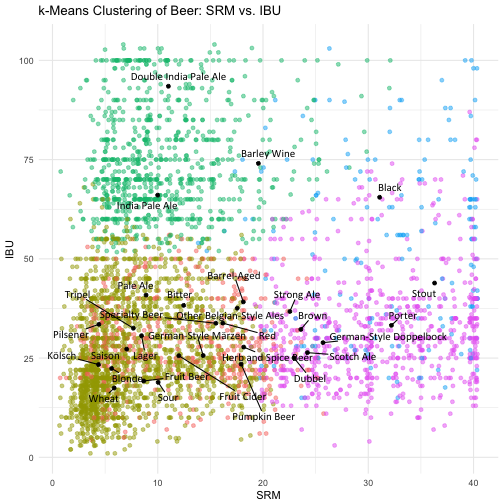 k-Means Clustering of Beer: SRM vs. IBU
100
Double India Pale Ale
Barley Wine
75
Black
India Pale Ale
IBU
50
Barrel-Aged
Pale Ale
Tripel
Bitter
Strong Ale
Stout
Specialty Beer
Other Belgian-Style Ales
Brown
Porter
Pilsener
German-Style Märzen
Red
German-Style Doppelbock
Kölsch
Saison
Lager
Herb and Spice Beer
Scotch Ale
25
Blonde
Fruit Beer
Dubbel
Wheat
Sour
Fruit Cider
Pumpkin Beer
0
0
10
20
30
40
SRM